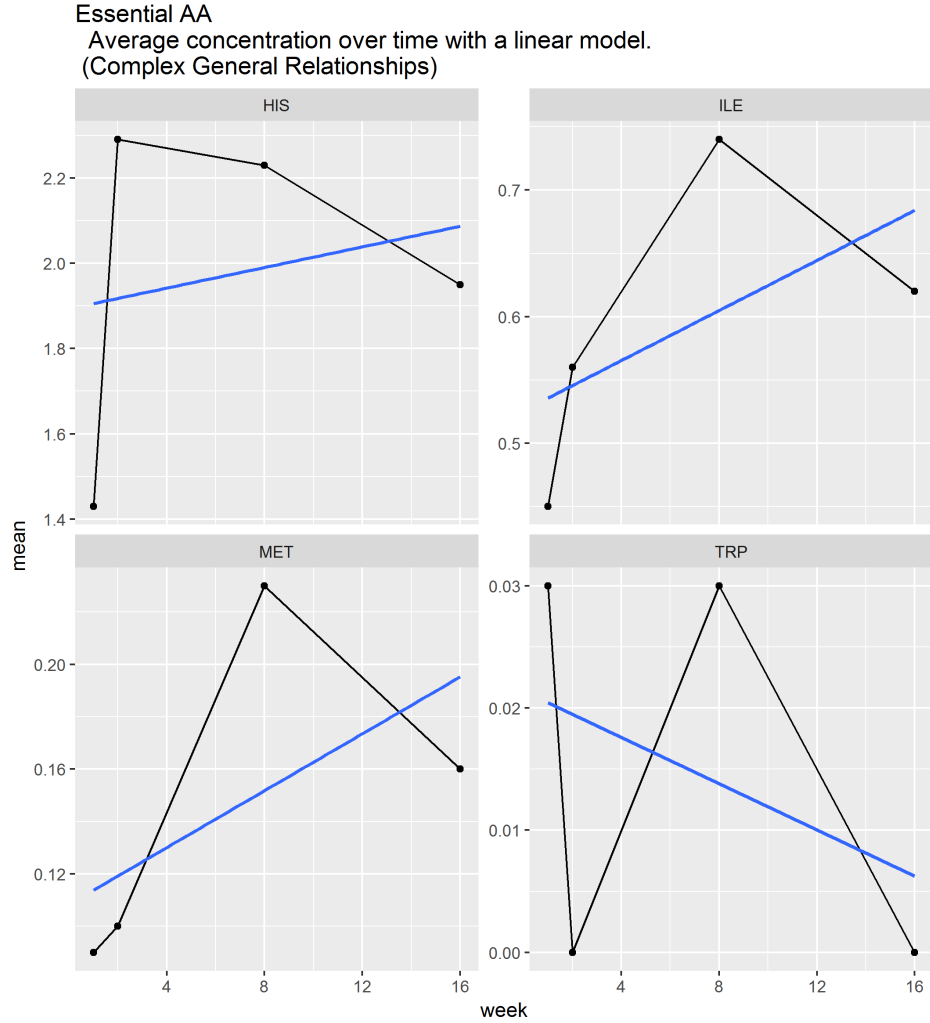 Essential AA
Average concentration over time with a linear model.
(Complex General Relationships)
HIS
ILE
2.2
2.0
1.8
1.6
1.4
0.7
0.6
0.5
mean
MET
TRP
0.20
0.16
0.12
0.03
0.02
0.01
0.00
4 8 12 16
4 8 12 16
week